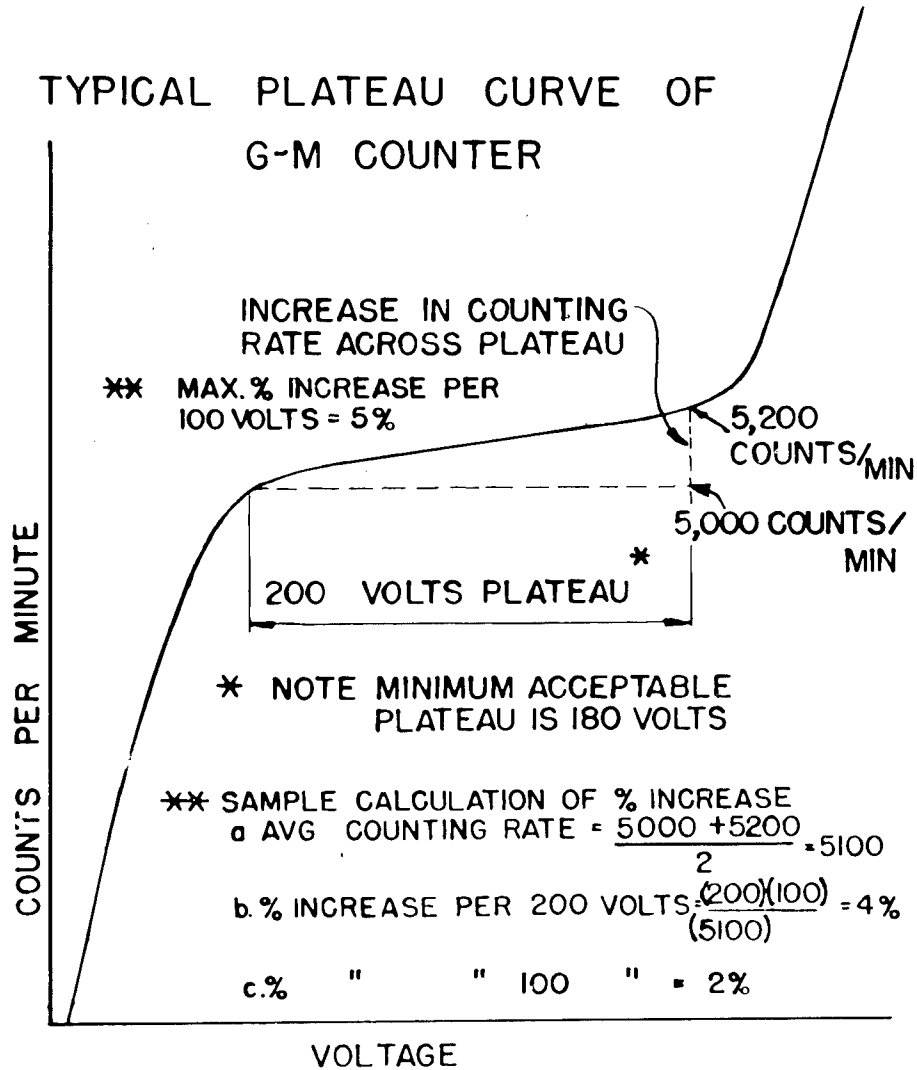 TYPICAL PLATEAU CURVE OF
G-M COUNTER
INCREASE IN COUNTING
RATE ACROSS PLATEAU
** MAX. % INCREASE PER
100 VOLTS = 5%
5,200
COUNTS/MIN
5,000 COUNTS/
MIN
200 VOLTS PLATEAU *
* NOTE MINIMUM ACCEPTABLE
PLATEAU IS 180 VOLTS
** SAMPLE CALCULATION OF % INCREASE
a AVG COUNTING RATE = 5000 + 5200 / 2 = 5100
b. % INCREASE PER 200 VOLTS = (200)(100) / (5100) = 4%
c. % " " 100 " = 2%
COUNTS PER MINUTE
VOLTAGE